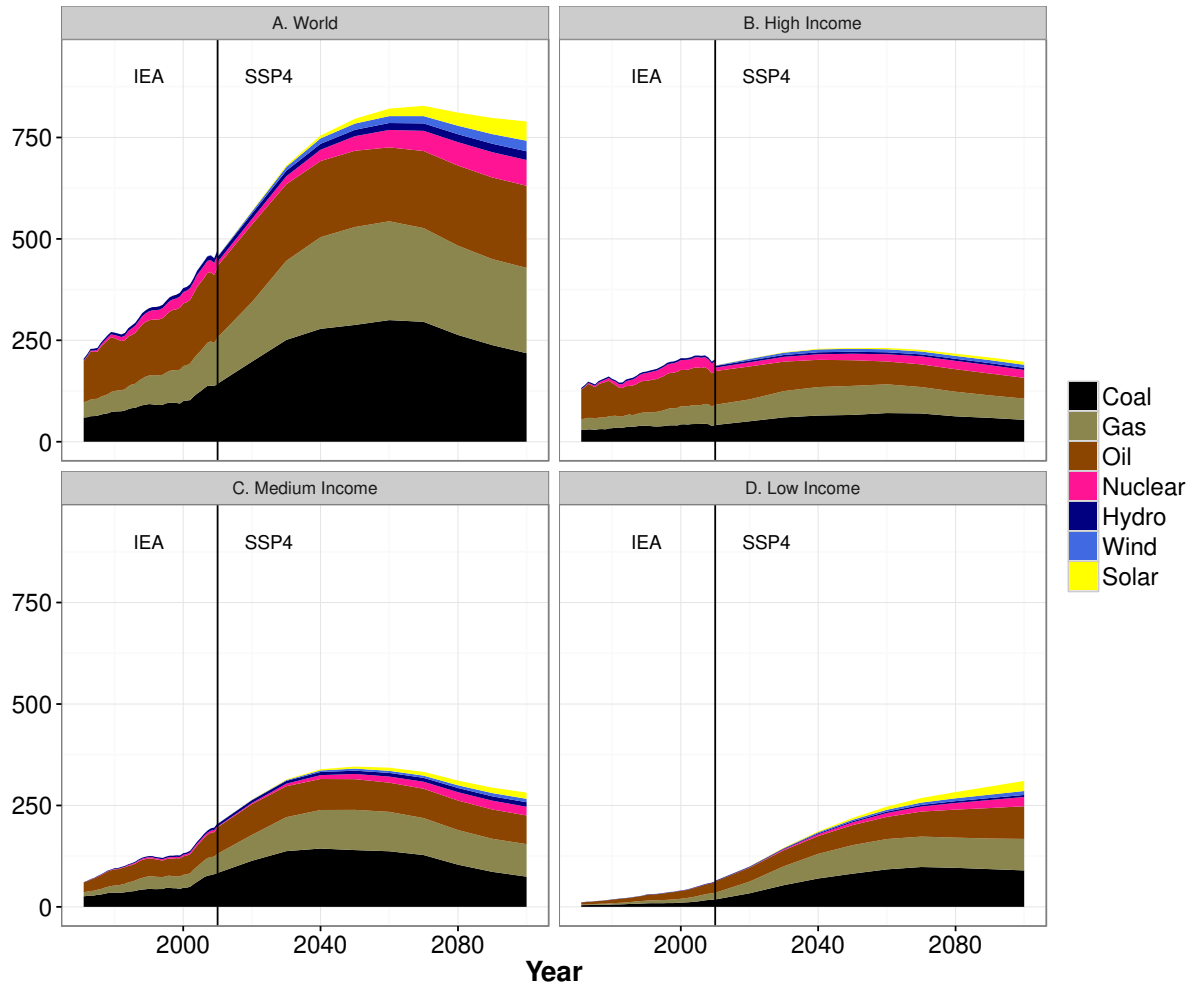 A. World
B. High Income
IEA
SSP4
IEA
SSP4
750
500
250
0
C. Medium Income
D. Low Income
IEA
SSP4
IEA
SSP4
750
500
250
0
2000
2040
2080
2000
2040
2080
Year
Coal
Gas
Oil
Nuclear
Hydro
Wind
Solar